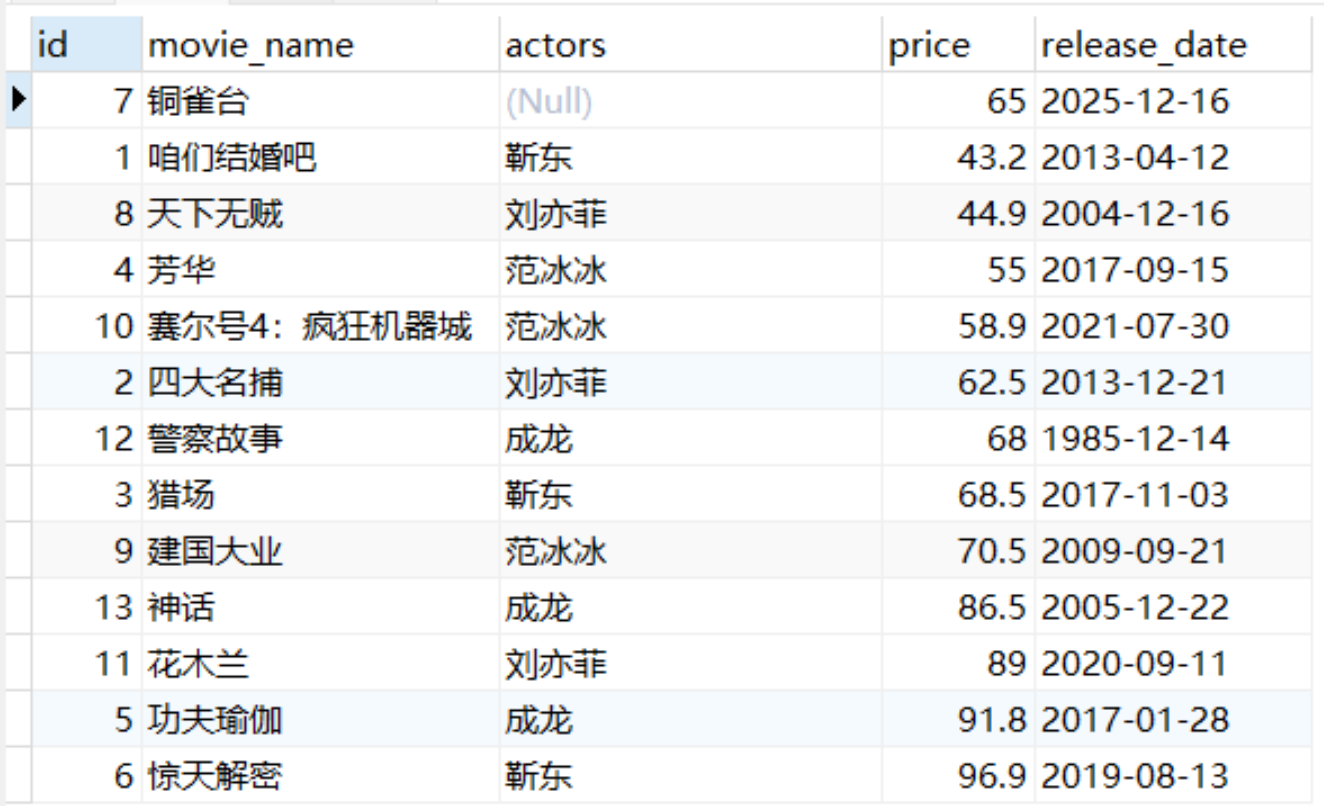 id movie_name actors price release_date
7 铜雀台 (Null) 65 2025-12-16
1 咱们结婚吧 靳东 43.2 2013-04-12
8 天下无贼 刘亦菲 44.9 2004-12-16
4 芳华 范冰冰 55 2017-09-15
10 赛尔号4：疯狂机器城 范冰冰 58.9 2021-07-30
2 四大名捕 刘亦菲 62.5 2013-12-21
12 警察故事 成龙 68 1985-12-14
3 猎场 靳东 68.5 2017-11-03
9 建国大业 范冰冰 70.5 2009-09-21
13 神话 成龙 86.5 2005-12-22
11 花木兰 刘亦菲 89 2020-09-11
5 功夫瑜伽 成龙 91.8 2017-01-28
6 惊天解密 靳东 96.9 2019-08-13